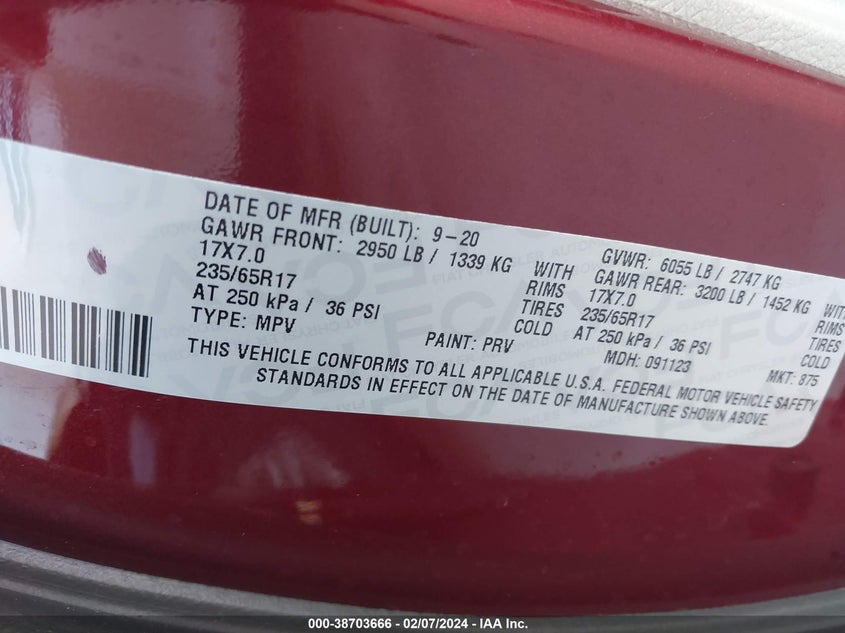 DATE OF MFR (BUILT): 9-20 GVWR: 6055 LB / 2747 KG
GAWR FRONT: 2950 LB / 1339 KG WITH GAWR REAR: 3200 LB / 1452 KG WITH
17X7.0 RIMS 17X7.0 RIMS
235/65R17 TIRES 235/65R17 TIRES
AT 250 kPa / 36 PSI COLD AT 250 kPa / 36 PSI COLD
TYPE: MPV PAINT: PRV MDH: 091123 MKT: 875
THIS VEHICLE CONFORMS TO ALL APPLICABLE U.S.A. FEDERAL MOTOR VEHICLE SAFETY
STANDARDS IN EFFECT ON THE DATE OF MANUFACTURE SHOWN ABOVE.
000-38703666 - 02/07/2024 - IAA Inc.